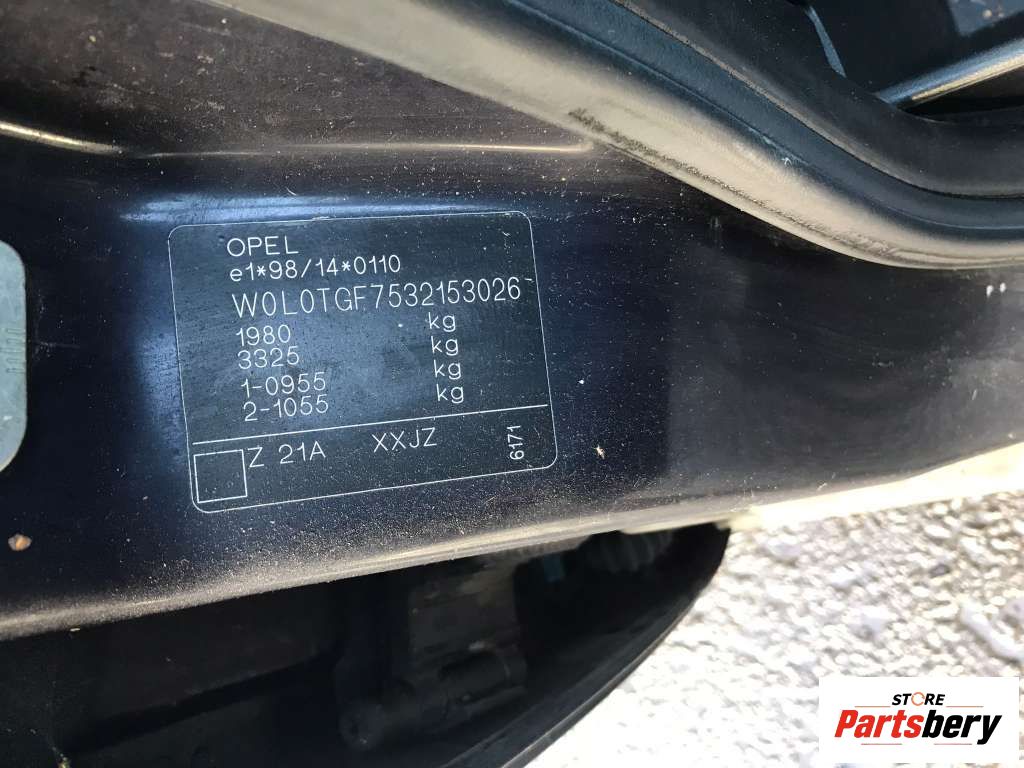 OPEL
e1*98/14*0110
W0L0TGF7532153026
1980 kg
3325 kg
1-0955 kg
2-1055 kg
Z 21A XXJZ 6171
STORE
Partsbery